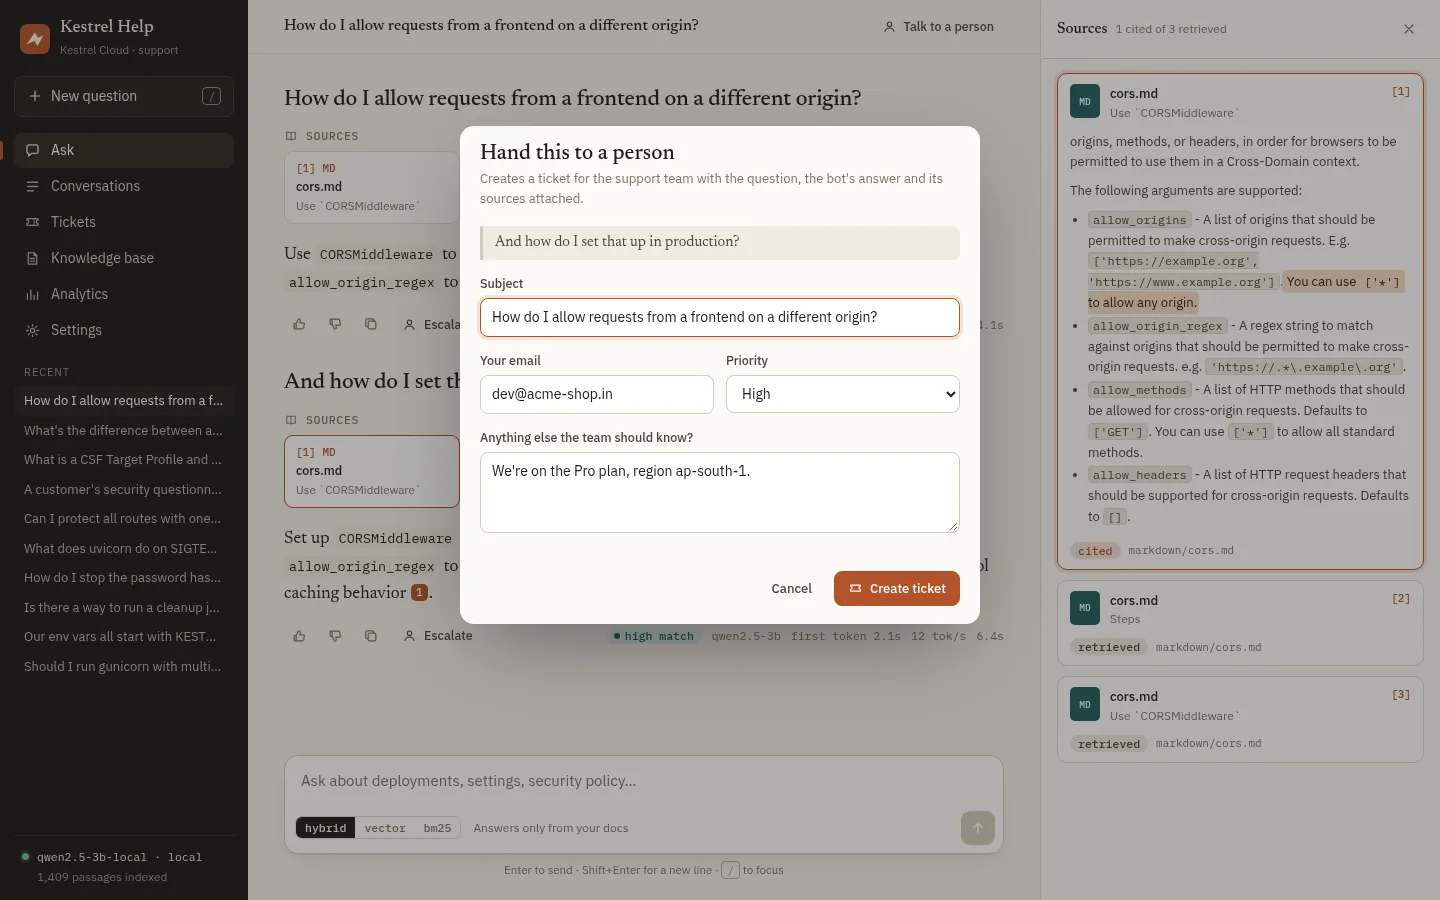 Kestrel Help
Kestrel Cloud · support
New question
/
Ask
Conversations
Tickets
Knowledge base
Analytics
Settings
RECENT
How do I allow requests from a f...
What's the difference between a...
What is a CSF Target Profile and ...
A customer's security questionn...
Can I protect all routes with one...
What does uvicorn do on SIGTE...
How do I stop the password has...
Is there a way to run a cleanup j...
Our env vars all start with KEST...
Should I run gunicorn with multi...
qwen2.5-3b-local · local
1,409 passages indexed
How do I allow requests from a frontend on a different origin?
Talk to a person
How do I allow requests from a frontend on a different origin?
SOURCES
[1] MD
cors.md
Use `CORSMiddleware`
Use CORSMiddleware to
allow_origin_regex to
Escala
4.1s
And how do I set th
SOURCES
[1] MD
cors.md
Use `CORSMiddleware`
Set up CORSMiddleware
allow_origin_regex to
caching behavior 1.
Escalate
high match
qwen2.5-3b first token 2.1s 12 tok/s 6.4s
Ask about deployments, settings, security policy...
hybrid vector bm25
Answers only from your docs
Enter to send · Shift+Enter for a new line · / to focus
Hand this to a person
Creates a ticket for the support team with the question, the bot's answer and its
sources attached.
And how do I set that up in production?
Subject
How do I allow requests from a frontend on a different origin?
Your email
Priority
dev@acme-shop.in
High
Anything else the team should know?
We're on the Pro plan, region ap-south-1.
Cancel
Create ticket
Sources 1 cited of 3 retrieved
MD
cors.md
[1]
Use `CORSMiddleware`
origins, methods, or headers, in order for browsers to be
permitted to use them in a Cross-Domain context.
The following arguments are supported:
• allow_origins - A list of origins that should be
permitted to make cross-origin requests. E.g.
['https://example.org',
'https://www.example.org']. You can use ['*']
to allow any origin.
• allow_origin_regex - A regex string to match
against origins that should be permitted to make cross-
origin requests. e.g. 'https://.*\.example\.org'.
• allow_methods - A list of HTTP methods that should
be allowed for cross-origin requests. Defaults to
['GET']. You can use ['*'] to allow all standard
methods.
• allow_headers - A list of HTTP request headers that
should be supported for cross-origin requests. Defaults
to [].
cited markdown/cors.md
MD
cors.md
[2]
Steps
retrieved markdown/cors.md
MD
cors.md
[3]
Use `CORSMiddleware`
retrieved markdown/cors.md